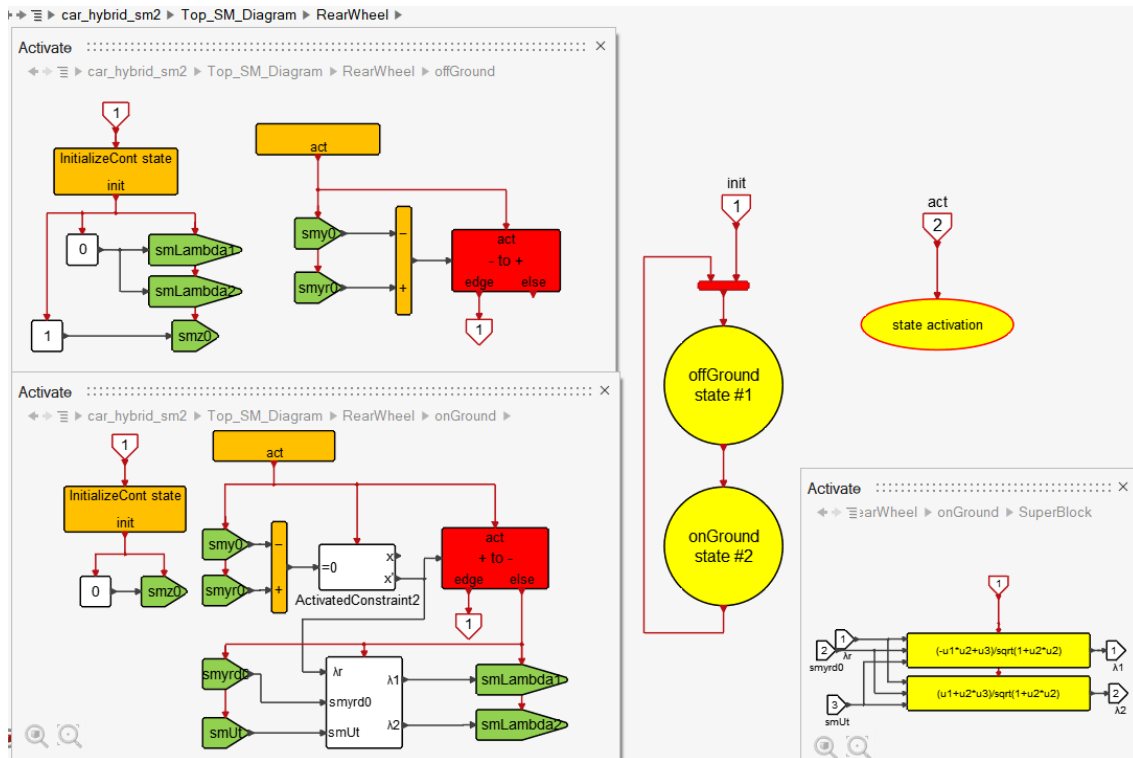 car_hybrid_sm2 Top_SM_Diagram RearWheel
Activate
car_hybrid_sm2 Top_SM_Diagram RearWheel offGround
1
InitializeCont state
init
0
smLambda1
smLambda2
1
smz0
act
smy0
−
smyr0
+
act
- to +
edge else
1
Activate
car_hybrid_sm2 Top_SM_Diagram RearWheel onGround
1
InitializeCont state
init
0
smz0
act
smy0
−
smyr0
+
=0
x
x'
ActivatedConstraint2
act
+ to -
edge else
1
smyrd0
smUt
λr
smyrd0
smUt
λ1
λ2
smLambda1
smLambda2
init
1
act
2
state activation
offGround
state #1
onGround
state #2
Activate
earWheel onGround SuperBlock
1
1
λr
2
smyrd0
3
smUt
(-u1*u2+u3)/sqrt(1+u2*u2)
(u1+u2*u3)/sqrt(1+u2*u2)
1
λ1
2
λ2